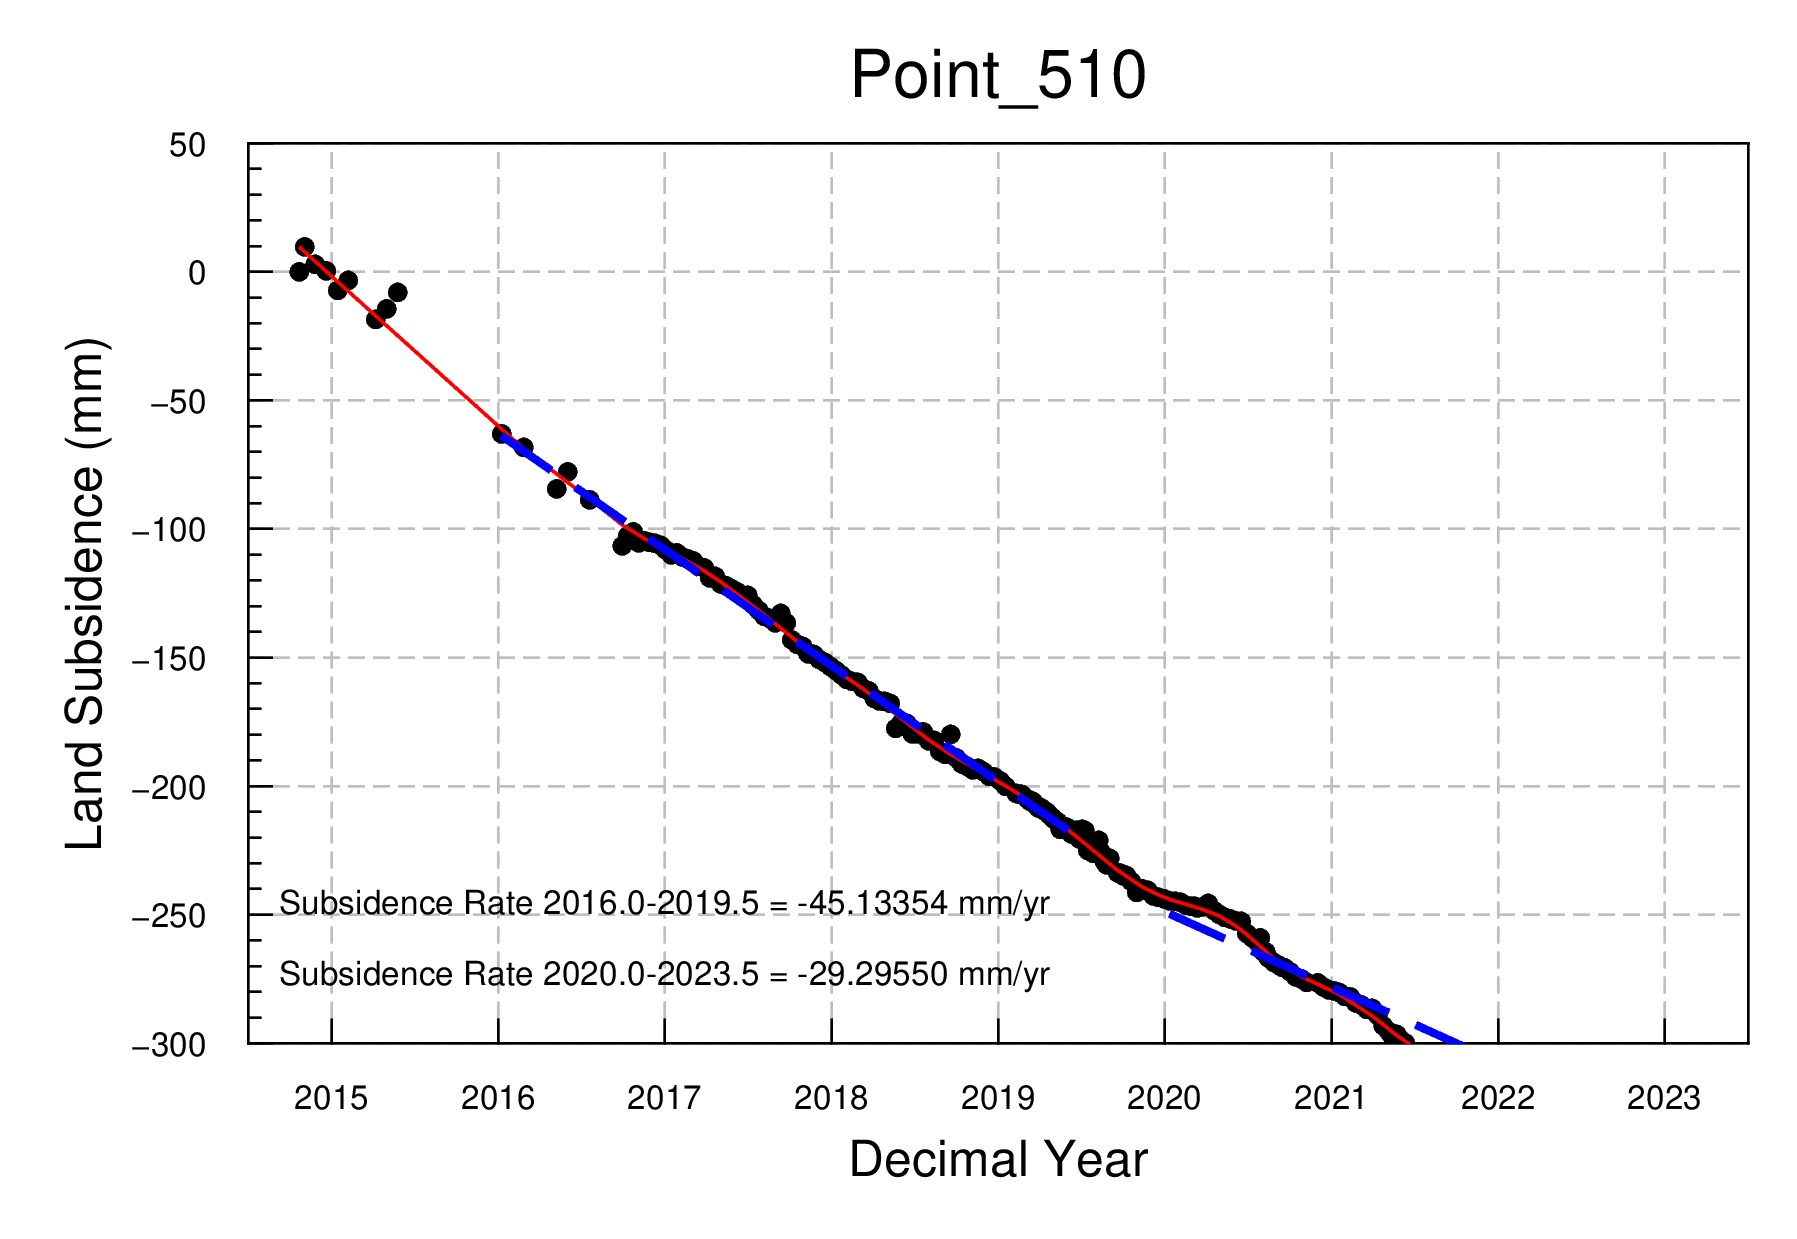 Point_510
50
0
−50
−100
−150
−200
−250
−300
Land Subsidence (mm)
Subsidence Rate 2016.0-2019.5 = -45.13354 mm/yr
Subsidence Rate 2020.0-2023.5 = -29.29550 mm/yr
2015 2016 2017 2018 2019 2020 2021 2022 2023
Decimal Year